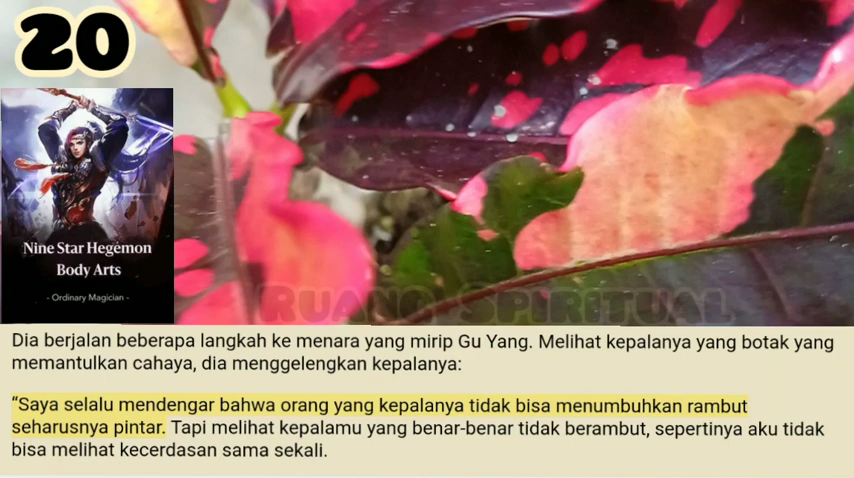 20
Nine Star Hegemon
Body Arts
- Ordinary Magician -
Ruang Spiritual
Dia berjalan beberapa langkah ke menara yang mirip Gu Yang. Melihat kepalanya yang botak yang
memantulkan cahaya, dia menggelengkan kepalanya:
“Saya selalu mendengar bahwa orang yang kepalanya tidak bisa menumbuhkan rambut
seharusnya pintar. Tapi melihat kepalamu yang benar-benar tidak berambut, sepertinya aku tidak
bisa melihat kecerdasan sama sekali.